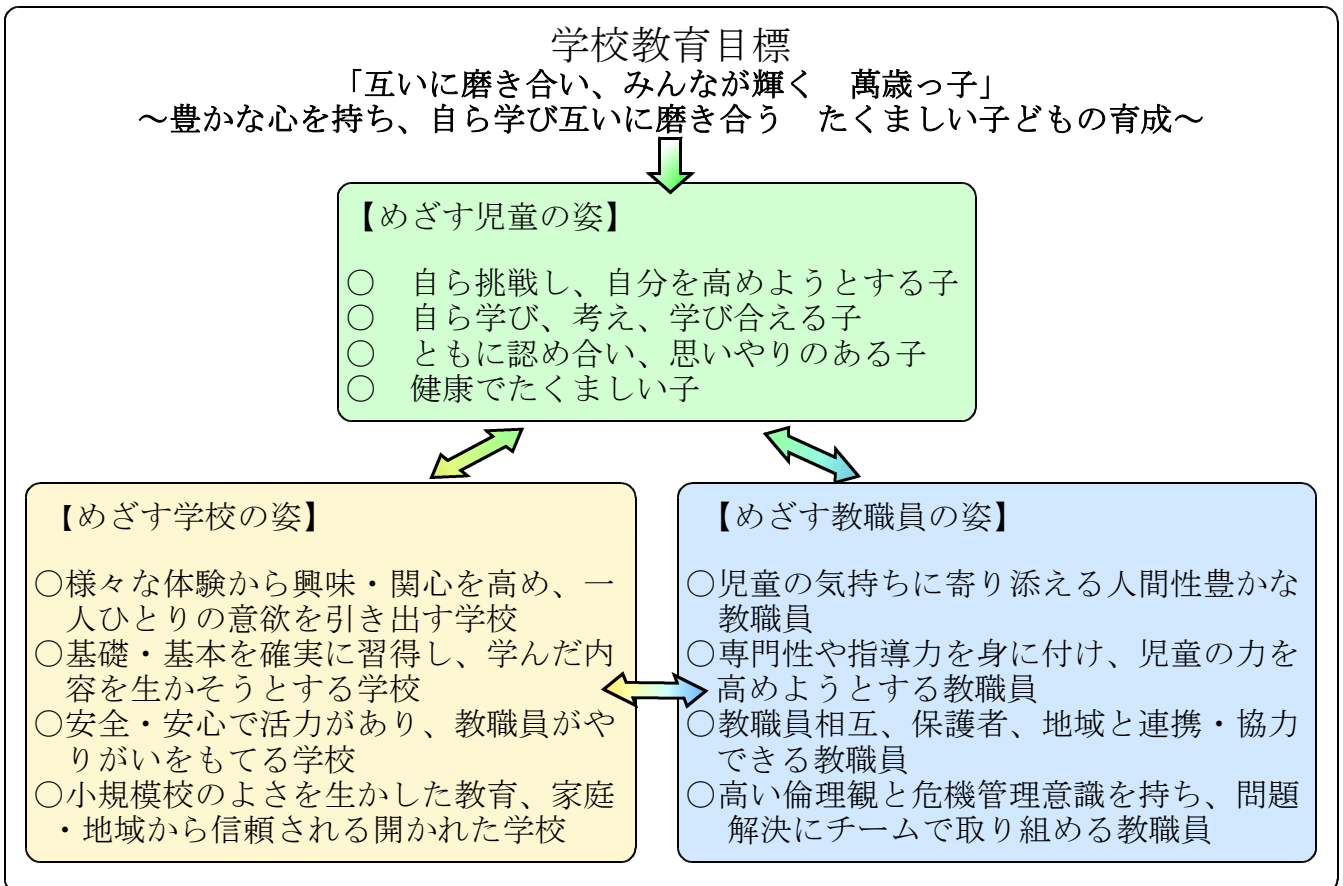 学校教育目標
「互いに磨き合い、みんなが輝く　萬歳っ子」
～豊かな心を持ち、自ら学び互いに磨き合う　たくましい子どもの育成～
【めざす児童の姿】
○　自ら挑戦し、自分を高めようとする子
○　自ら学び、考え、学び合える子
○　ともに認め合い、思いやりのある子
○　健康でたくましい子
【めざす学校の姿】
○様々な体験から興味・関心を高め、一
人ひとりの意欲を引き出す学校
○基礎・基本を確実に習得し、学んだ内
容を生かそうとする学校
○安全・安心で活力があり、教職員がや
りがいをもてる学校
○小規模校のよさを生かした教育、家庭
・地域から信頼される開かれた学校
【めざす教職員の姿】
○児童の気持ちに寄り添える人間性豊かな
教職員
○専門性や指導力を身に付け、児童の力を
高めようとする教職員
○教職員相互、保護者、地域と連携・協力
できる教職員
○高い倫理観と危機管理意識を持ち、問題
解決にチームで取り組める教職員